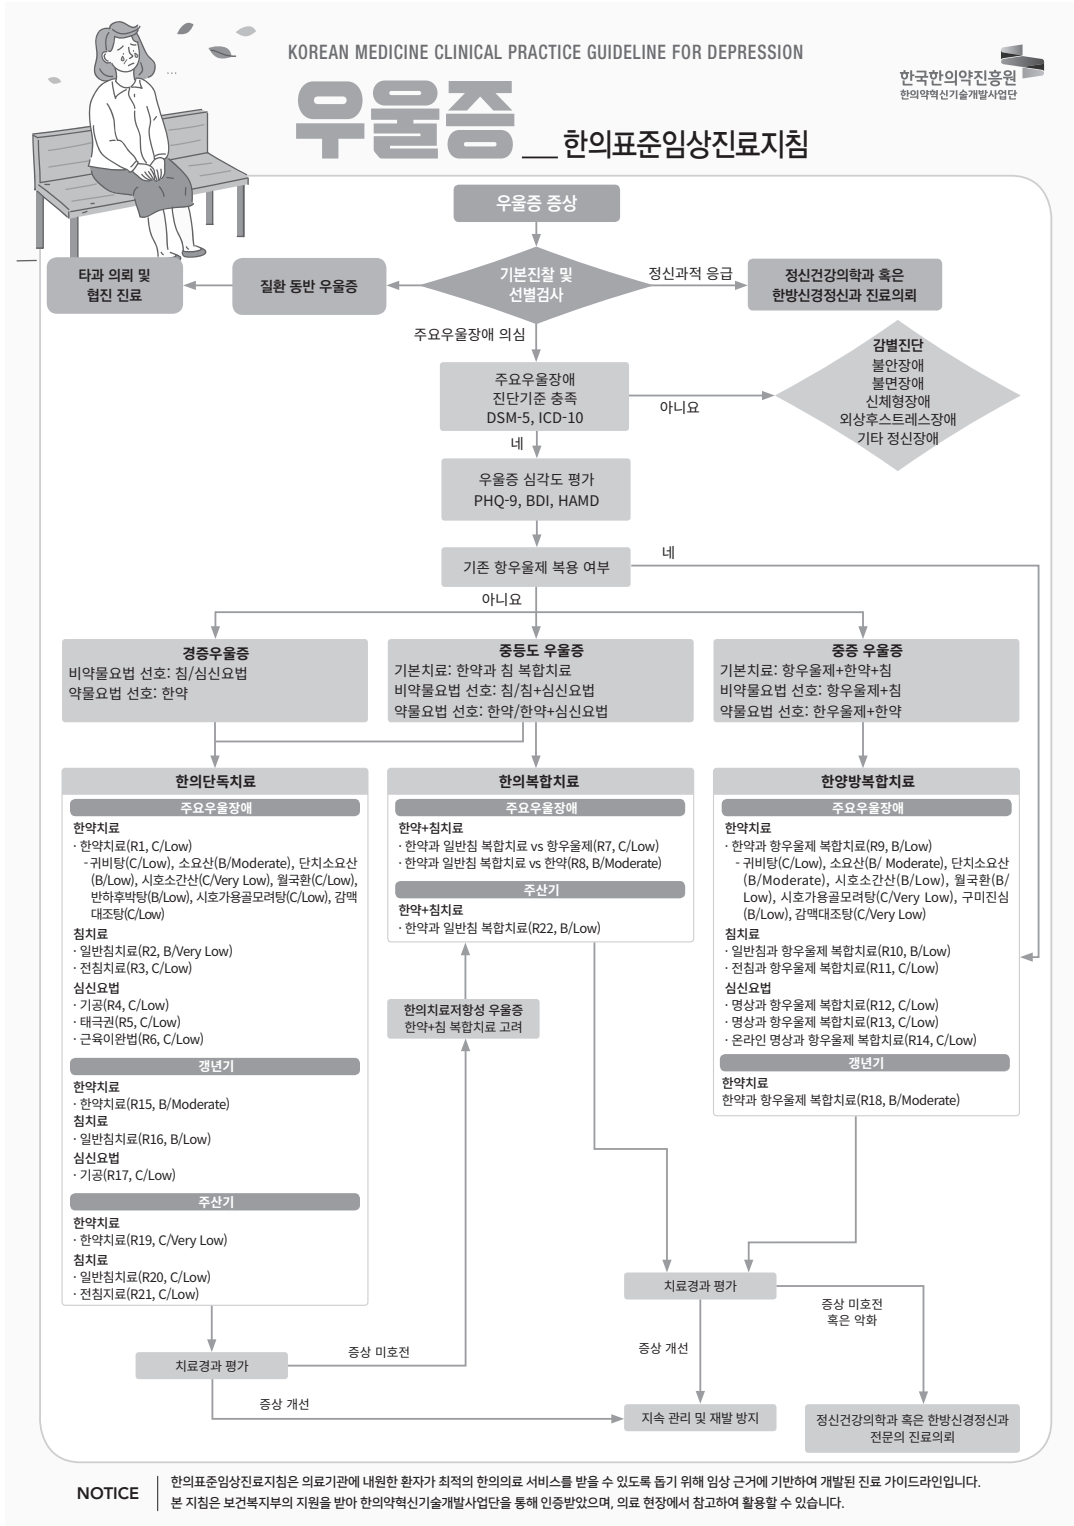 KOREAN MEDICINE CLINICAL PRACTICE GUIDELINE FOR DEPRESSION
한국한의약진흥원
한의약혁신기술개발사업단
우울증
한의표준임상진료지침
우울증 증상
타과 의뢰 및
협진 진료
질환 동반 우울증
기본진찰 및
선별검사
정신과적 응급
정신건강의학과 혹은
한방신경정신과 진료의뢰
주요우울장애 의심
주요우울장애
진단기준 충족
DSM-5, ICD-10
아니요
감별진단
불안장애
불면장애
신체형장애
외상후스트레스장애
기타 정신장애
네
우울증 심각도 평가
PHQ-9, BDI, HAMD
기존 항우울제 복용 여부
네
아니요
경증우울증
비약물요법 선호: 침/심신요법
약물요법 선호: 한약
중등도 우울증
기본치료: 한약과 침 복합치료
비약물요법 선호: 침/침+심신요법
약물요법 선호: 한약/한약+심신요법
중증 우울증
기본치료: 항우울제+한약+침
비약물요법 선호: 항우울제+침
약물요법 선호: 한우울제+한약
한의단독치료
주요우울장애
한약치료
· 한약치료(R1, C/Low)
- 귀비탕(C/Low), 소요산(B/Moderate), 단치소요산
(B/Low), 시호소간산(C/Very Low), 월국환(C/Low),
반하후박탕(B/Low), 시호가용골모려탕(C/Low), 감맥
대조탕(C/Low)
침치료
· 일반침치료(R2, B/Very Low)
· 전침치료(R3, C/Low)
심신요법
· 기공(R4, C/Low)
· 태극권(R5, C/Low)
· 근육이완법(R6, C/Low)
갱년기
한약치료
· 한약치료(R15, B/Moderate)
침치료
· 일반침치료(R16, B/Low)
심신요법
· 기공(R17, C/Low)
주산기
한약치료
· 한약치료(R19, C/Very Low)
침치료
· 일반침치료(R20, C/Low)
· 전침지료(R21, C/Low)
한의복합치료
주요우울장애
한약+침치료
· 한약과 일반침 복합치료 vs 항우울제(R7, C/Low)
· 한약과 일반침 복합치료 vs 한약(R8, B/Moderate)
주산기
한약+침치료
· 한약과 일반침 복합치료(R22, B/Low)
한의치료저항성 우울증
한약+침 복합치료 고려
한양방복합치료
주요우울장애
한약치료
· 한약과 항우울제 복합치료(R9, B/Low)
- 귀비탕(C/Low), 소요산(B/ Moderate), 단치소요산
(B/Moderate), 시호소간산(B/Low), 월국환(B/
Low), 시호가용골모려탕(C/Very Low), 구미진심
(B/Low), 감맥대조탕(C/Very Low)
침치료
· 일반침과 항우울제 복합치료(R10, B/Low)
· 전침과 항우울제 복합치료(R11, C/Low)
심신요법
· 명상과 항우울제 복합치료(R12, C/Low)
· 명상과 항우울제 복합치료(R13, C/Low)
· 온라인 명상과 항우울제 복합치료(R14, C/Low)
갱년기
한약치료
한약과 항우울제 복합치료(R18, B/Moderate)
치료경과 평가
증상 미호전
혹은 악화
증상 개선
치료경과 평가
증상 미호전
증상 개선
지속 관리 및 재발 방지
정신건강의학과 혹은 한방신경정신과
전문의 진료의뢰
NOTICE
한의표준임상진료지침은 의료기관에 내원한 환자가 최적의 한의의료 서비스를 받을 수 있도록 돕기 위해 임상 근거에 기반하여 개발된 진료 가이드라인입니다.
본 지침은 보건복지부의 지원을 받아 한의약혁신기술개발사업단을 통해 인증받았으며, 의료 현장에서 참고하여 활용할 수 있습니다.